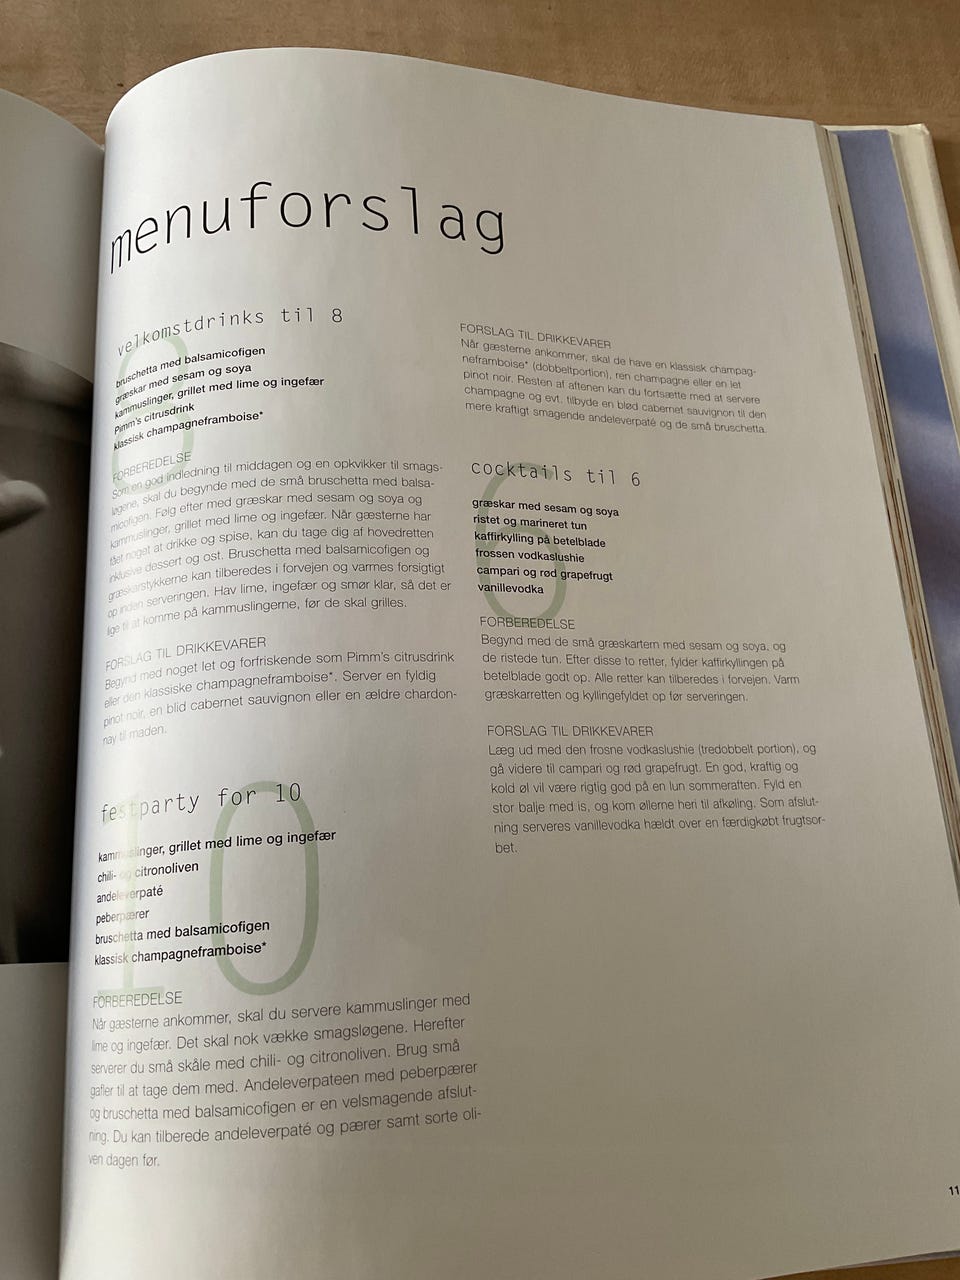 menuforslag
velkomstdrinks til 8
8
bruschetta med balsamicofigen
græskar med sesam og soya
kammuslinger, grillet med lime og ingefær
Pimm's citrusdrink
klassisk champagneframboise*
FORBEREDELSE
Som en god indledning til middagen og en opkvikker til smags-
løgene, skal du begynde med de små bruschetta med balsa-
micofigen. Følg efter med græskar med sesam og soya og
kammuslinger, grillet med lime og ingefær. Når gæsterne har
fået noget at drikke og spise, kan du tage dig af hovedretten
inklusive dessert og ost. Bruschetta med balsamicofigen og
græskarstykkerne kan tilberedes i forvejen og varmes forsigtigt
op inden serveringen. Hav lime, ingefær og smør klar, så det er
lige til at komme på kammuslingerne, før de skal grilles.
FORSLAG TIL DRIKKEVARER
Begynd med noget let og forfriskende som Pimm's citrusdrink
eller den klassiske champagneframboise*. Server en fyldig
pinot noir, en blid cabernet sauvignon eller en ældre chardon-
nay til maden.
festparty for 10
10
kammuslinger, grillet med lime og ingefær
chili- og citronoliven
andeleverpaté
peberpærer
bruschetta med balsamicofigen
klassisk champagneframboise*
FORBEREDELSE
Når gæsterne ankommer, skal du servere kammuslinger med
lime og ingefær. Det skal nok vække smagsløgene. Herefter
serverer du små skåle med chili- og citronoliven. Brug små
gafler til at tage dem med. Andeleverpateen med peberpærer
og bruschetta med balsamicofigen er en velsmagende afslut-
ning. Du kan tilberede andeleverpaté og pærer samt sorte oli-
ven dagen før.
FORSLAG TIL DRIKKEVARER
Når gæsterne ankommer, skal de have en klassisk champag-
neframboise* (dobbeltportion), ren champagne eller en let
pinot noir. Resten af aftenen kan du fortsætte med at servere
champagne og evt. tilbyde en blød cabernet sauvignon til den
mere kraftigt smagende andeleverpaté og de små bruschetta.
cocktails til 6
6
græskar med sesam og soya
ristet og marineret tun
kaffirkylling på betelblade
frossen vodkaslushie
campari og rød grapefrugt
vanillevodka
FORBEREDELSE
Begynd med de små græskartern med sesam og soya, og
de ristede tun. Efter disse to retter, fylder kaffirkyllingen på
betelblade godt op. Alle retter kan tilberedes i forvejen. Varm
græskarretten og kyllingefyldet op før serveringen.
FORSLAG TIL DRIKKEVARER
Læg ud med den frosne vodkaslushie (tredobbelt portion), og
gå videre til campari og rød grapefrugt. En god, kraftig og
kold øl vil være rigtig god på en lun sommeraften. Fyld en
stor balje med is, og kom øllerne heri til afkøling. Som afslut-
ning serveres vanillevodka hældt over en færdigkøbt frugtsor-
bet.
11